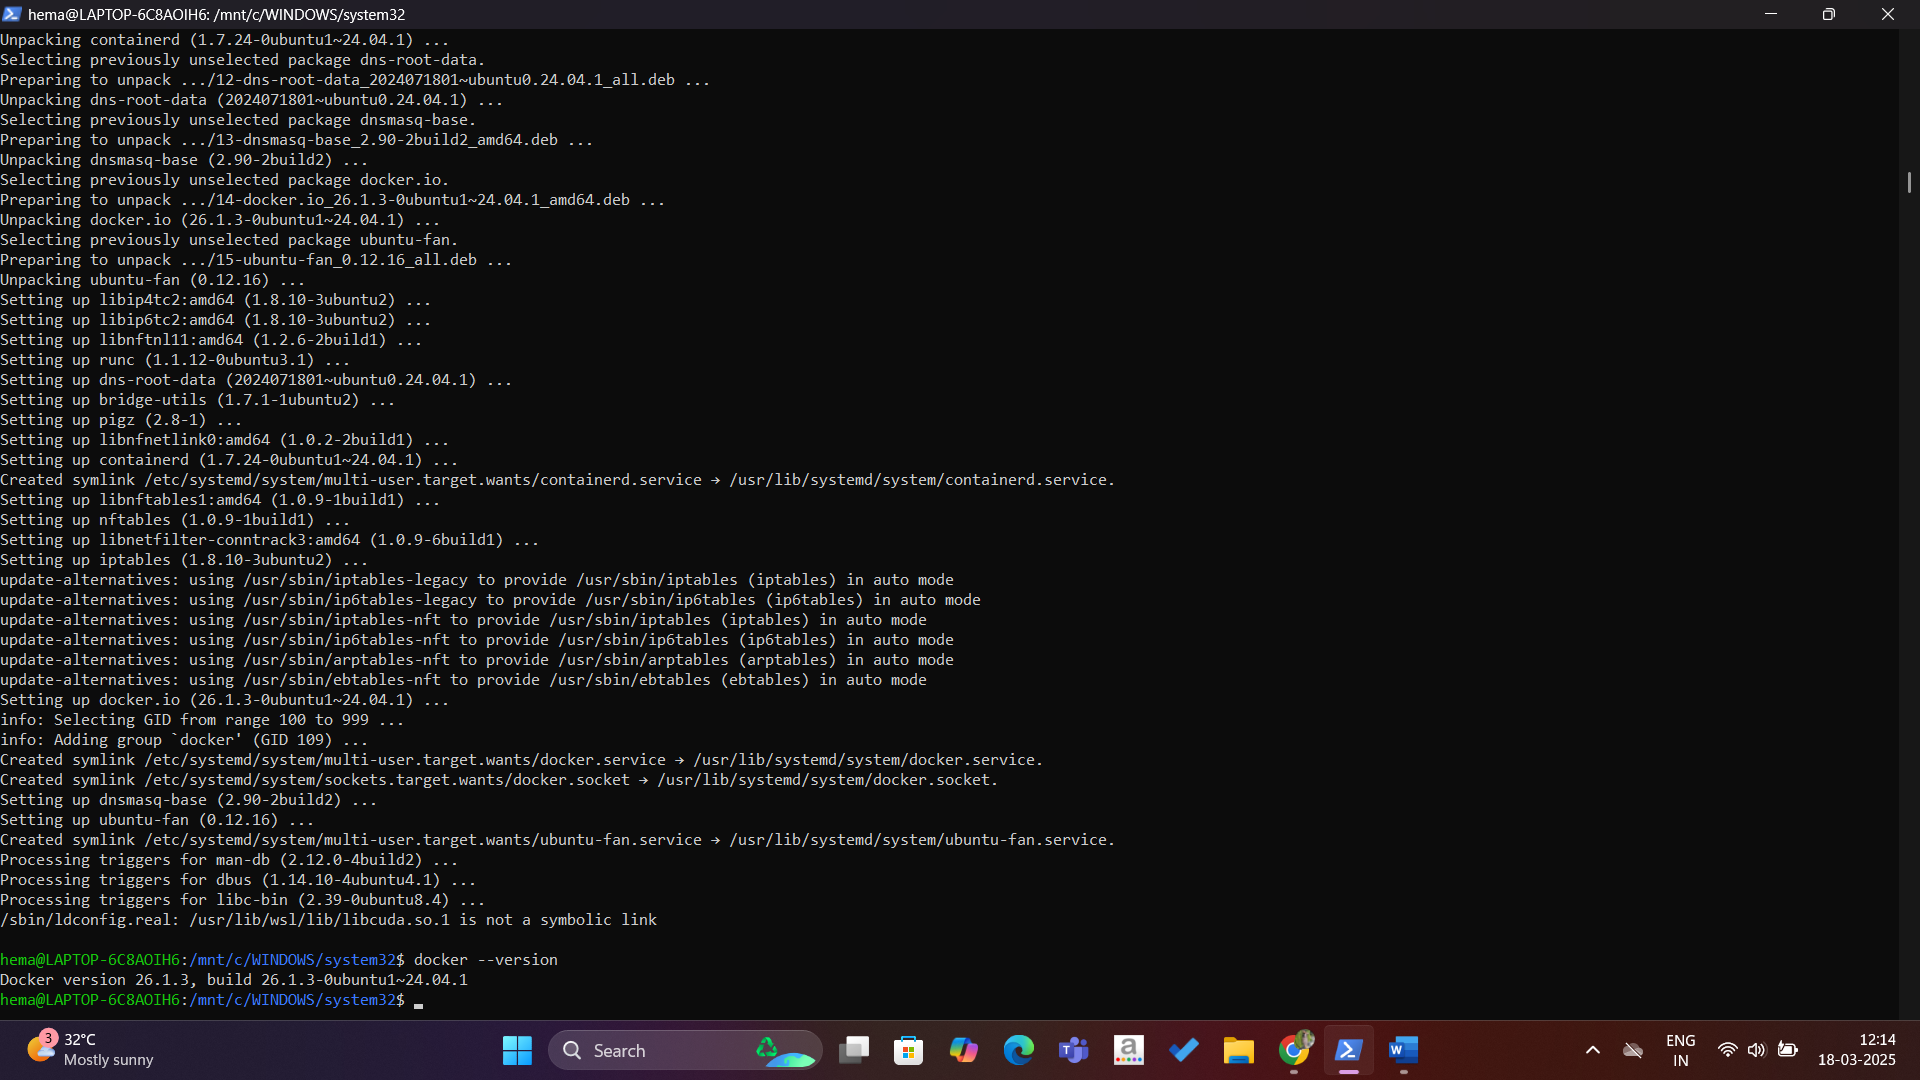 hema@LAPTOP-6C8AOIH6: /mnt/c/WINDOWS/system32
Unpacking containerd (1.7.24-0ubuntu1~24.04.1) ...
Selecting previously unselected package dns-root-data.
Preparing to unpack .../12-dns-root-data_2024071801~ubuntu0.24.04.1_all.deb ...
Unpacking dns-root-data (2024071801~ubuntu0.24.04.1) ...
Selecting previously unselected package dnsmasq-base.
Preparing to unpack .../13-dnsmasq-base_2.90-2build2_amd64.deb ...
Unpacking dnsmasq-base (2.90-2build2) ...
Selecting previously unselected package docker.io.
Preparing to unpack .../14-docker.io_26.1.3-0ubuntu1~24.04.1_amd64.deb ...
Unpacking docker.io (26.1.3-0ubuntu1~24.04.1) ...
Selecting previously unselected package ubuntu-fan.
Preparing to unpack .../15-ubuntu-fan_0.12.16_all.deb ...
Unpacking ubuntu-fan (0.12.16) ...
Setting up libip4tc2:amd64 (1.8.10-3ubuntu2) ...
Setting up libip6tc2:amd64 (1.8.10-3ubuntu2) ...
Setting up libnftnl11:amd64 (1.2.6-2build1) ...
Setting up runc (1.1.12-0ubuntu3.1) ...
Setting up dns-root-data (2024071801~ubuntu0.24.04.1) ...
Setting up bridge-utils (1.7.1-1ubuntu2) ...
Setting up pigz (2.8-1) ...
Setting up libnfnetlink0:amd64 (1.0.2-2build1) ...
Setting up containerd (1.7.24-0ubuntu1~24.04.1) ...
Created symlink /etc/systemd/system/multi-user.target.wants/containerd.service → /usr/lib/systemd/system/containerd.service.
Setting up libnftables1:amd64 (1.0.9-1build1) ...
Setting up nftables (1.0.9-1build1) ...
Setting up libnetfilter-conntrack3:amd64 (1.0.9-6build1) ...
Setting up iptables (1.8.10-3ubuntu2) ...
update-alternatives: using /usr/sbin/iptables-legacy to provide /usr/sbin/iptables (iptables) in auto mode
update-alternatives: using /usr/sbin/ip6tables-legacy to provide /usr/sbin/ip6tables (ip6tables) in auto mode
update-alternatives: using /usr/sbin/iptables-nft to provide /usr/sbin/iptables (iptables) in auto mode
update-alternatives: using /usr/sbin/ip6tables-nft to provide /usr/sbin/ip6tables (ip6tables) in auto mode
update-alternatives: using /usr/sbin/arptables-nft to provide /usr/sbin/arptables (arptables) in auto mode
update-alternatives: using /usr/sbin/ebtables-nft to provide /usr/sbin/ebtables (ebtables) in auto mode
Setting up docker.io (26.1.3-0ubuntu1~24.04.1) ...
info: Selecting GID from range 100 to 999 ...
info: Adding group `docker' (GID 109) ...
Created symlink /etc/systemd/system/multi-user.target.wants/docker.service → /usr/lib/systemd/system/docker.service.
Created symlink /etc/systemd/system/sockets.target.wants/docker.socket → /usr/lib/systemd/system/docker.socket.
Setting up dnsmasq-base (2.90-2build2) ...
Setting up ubuntu-fan (0.12.16) ...
Created symlink /etc/systemd/system/multi-user.target.wants/ubuntu-fan.service → /usr/lib/systemd/system/ubuntu-fan.service.
Processing triggers for man-db (2.12.0-4build2) ...
Processing triggers for dbus (1.14.10-4ubuntu4.1) ...
Processing triggers for libc-bin (2.39-0ubuntu8.4) ...
/sbin/ldconfig.real: /usr/lib/wsl/lib/libcuda.so.1 is not a symbolic link
hema@LAPTOP-6C8AOIH6:/mnt/c/WINDOWS/system32$ docker --version
Docker version 26.1.3, build 26.1.3-0ubuntu1~24.04.1
hema@LAPTOP-6C8AOIH6:/mnt/c/WINDOWS/system32$
3
32°C
Mostly sunny
Search
ENG
IN
12:14
18-03-2025